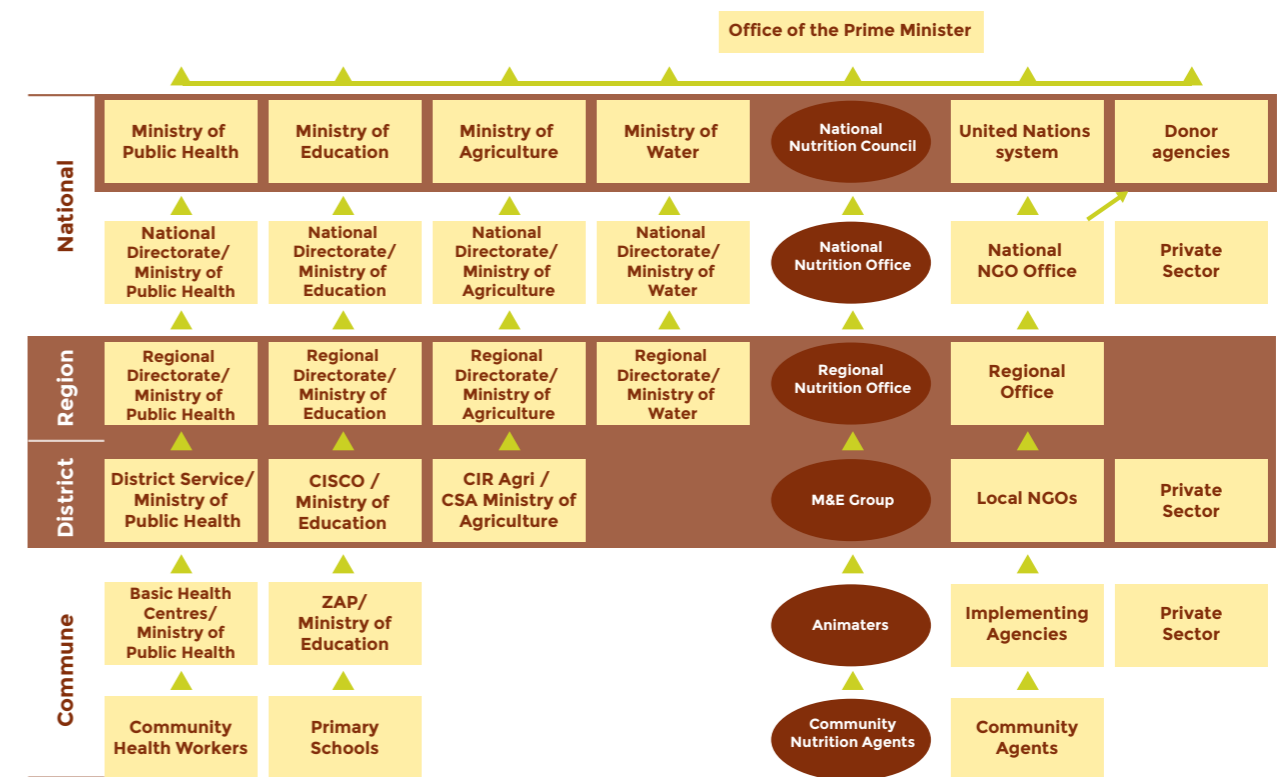 Office of the Prime Minister
National
Ministry of
Public Health
Ministry of
Education
Ministry of
Agriculture
Ministry of
Water
National
Nutrition Council
United Nations
system
Donor
agencies
National
Directorate/
Ministry of
Public Health
National
Directorate/
Ministry of
Education
National
Directorate/
Ministry of
Agriculture
National
Directorate/
Ministry of
Water
National
Nutrition Office
National
NGO Office
Private
Sector
Region
Regional
Directorate/
Ministry of
Public Health
Regional
Directorate/
Ministry of
Education
Regional
Directorate/
Ministry of
Agriculture
Regional
Directorate/
Ministry of
Water
Regional
Nutrition Office
Regional
Office
District
District Service/
Ministry of
Public Health
CISCO /
Ministry of
Education
CIR Agri /
CSA Ministry of
Agriculture
M&E Group
Local NGOs
Private
Sector
Commune
Basic Health
Centres/
Ministry of
Public Health
ZAP/
Ministry of
Education
Animaters
Implementing
Agencies
Private
Sector
Community
Health Workers
Primary
Schools
Community
Nutrition Agents
Community
Agents